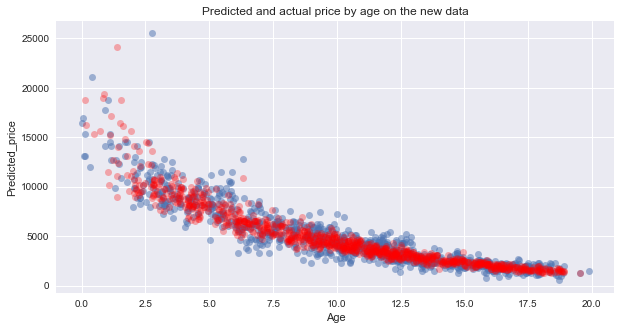 Predicted and actual price by age on the new data
25000
20000
15000
10000
5000
0
Predicted_price
0.0 2.5 5.0 7.5 10.0 12.5 15.0 17.5 20.0
Age